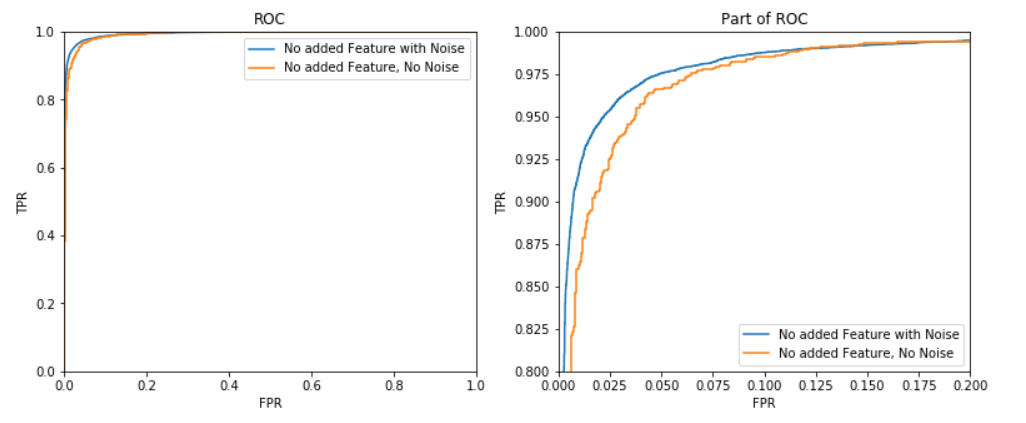 ROC
1.0
0.8
0.6
0.4
0.2
0.0
TPR
0.0 0.2 0.4 0.6 0.8 1.0
FPR
No added Feature with Noise
No added Feature, No Noise
Part of ROC
1.000
0.975
0.950
0.925
0.900
0.875
0.850
0.825
0.800
TPR
No added Feature with Noise
No added Feature, No Noise
0.000 0.025 0.050 0.075 0.100 0.125 0.150 0.175 0.200
FPR